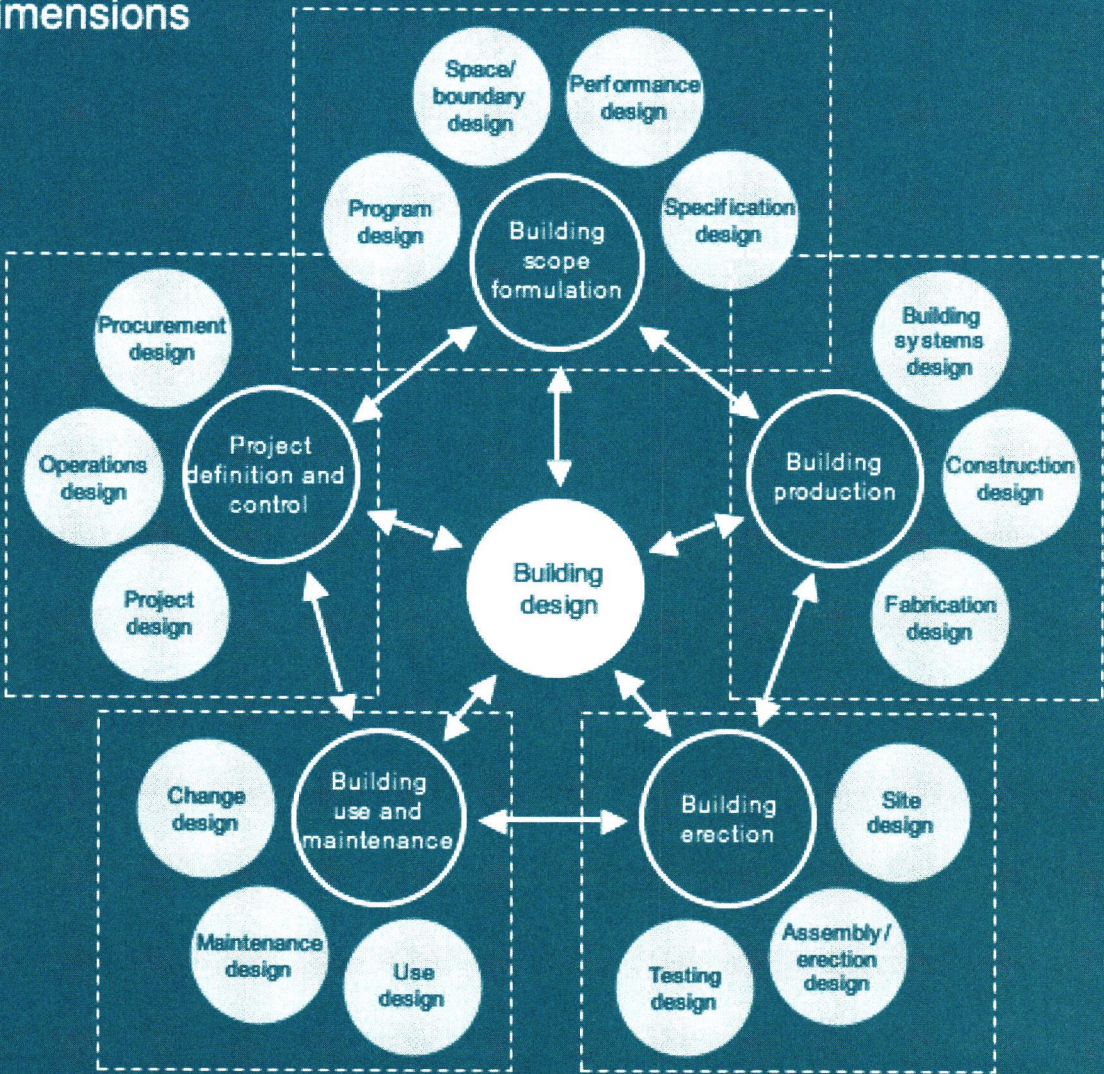 imensions
Space/
boundary
design
Performance
design
Program
design
Specification
design
Building
scope
formulation
Procurement
design
Operations
design
Project
design
Project
definition and
control
Building
systems
design
Construction
design
Fabrication
design
Building
production
Building
design
Change
design
Maintenance
design
Use
design
Building
use and
maintenance
Building
erection
Site
design
Assembly/
erection
design
Testing
design